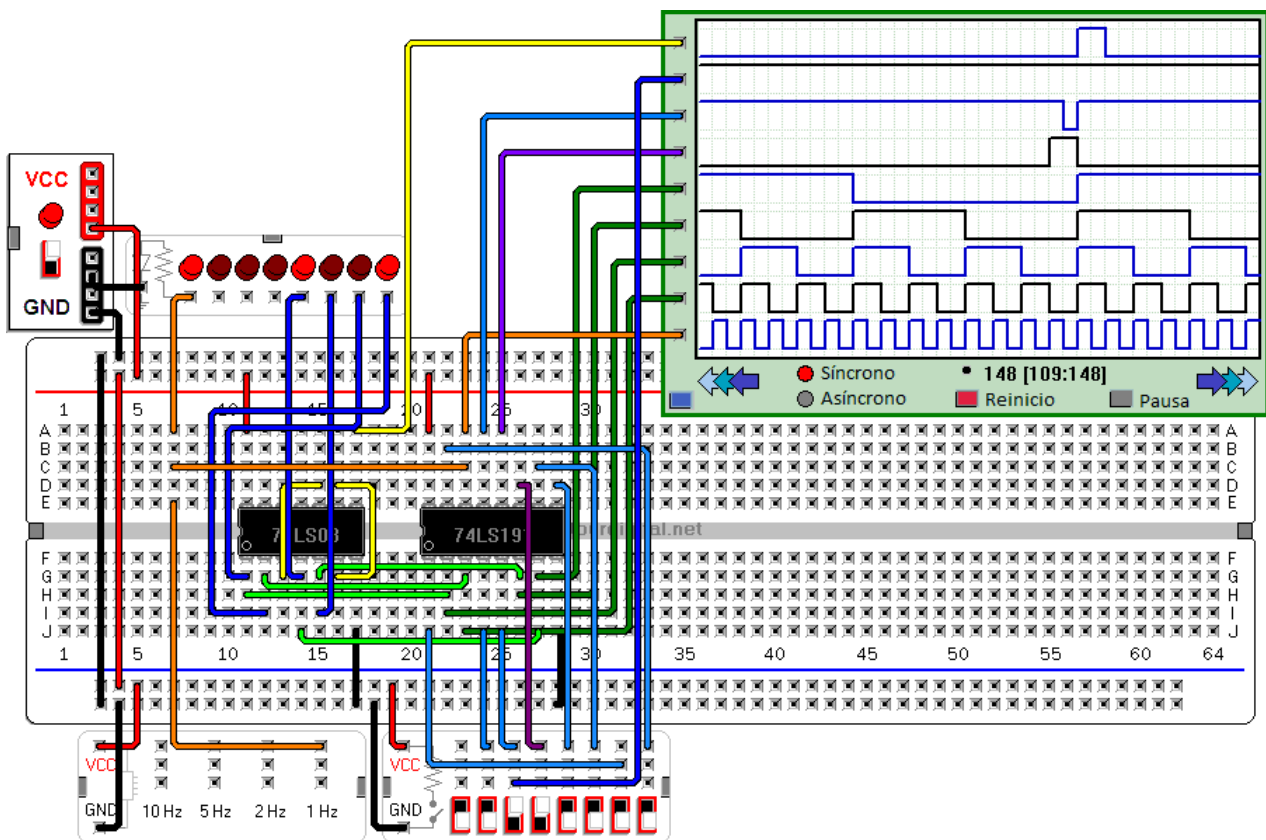 VCC
GND
Síncrono
148 [109:148]
Asíncrono
Reinicio
Pausa
1 5 10 15 20 25 30
A A
B B
C C
D D
E E
74LS08 74LS19
F F
G G
H H
I I
J J
1 5 10 15 20 25 30 35 40 45 50 55 60 64
VCC
GND 10 Hz 5 Hz 2 Hz 1 Hz
VCC
GND